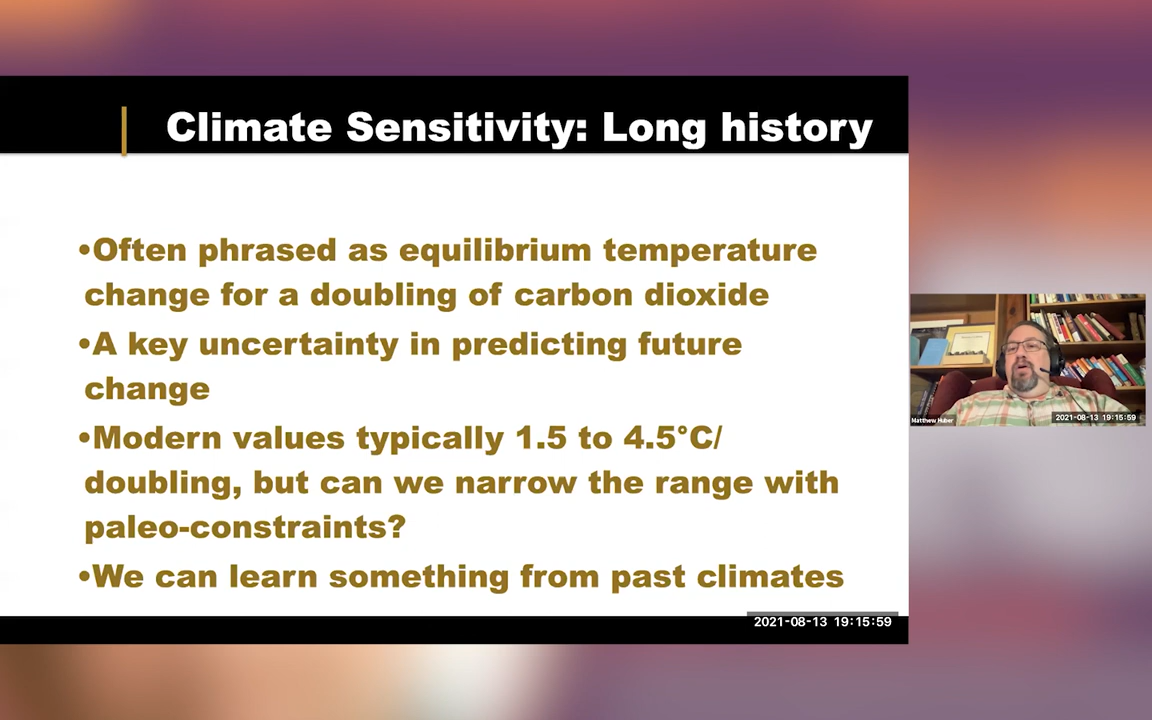 Climate Sensitivity: Long history
•Often phrased as equilibrium temperature
change for a doubling of carbon dioxide
•A key uncertainty in predicting future
change
•Modern values typically 1.5 to 4.5°C/
doubling, but can we narrow the range with
paleo-constraints?
•We can learn something from past climates
2021-08-13 19:15:59
Matthew Huber
2021-08-13 19:15:59